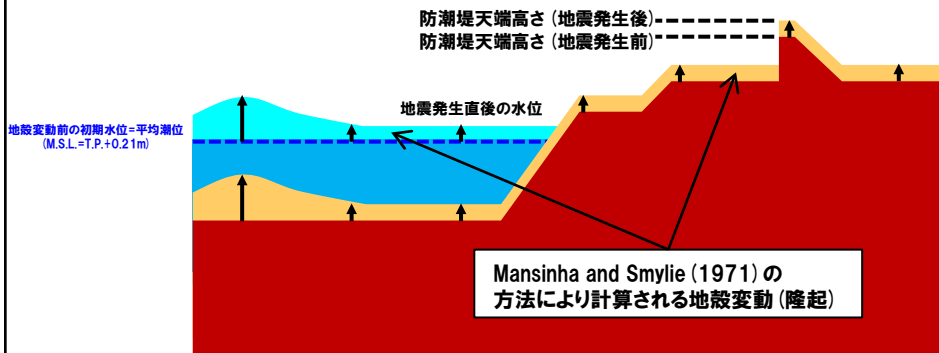 防潮堤天端高さ(地震発生後)
防潮堤天端高さ(地震発生前)
地震発生直後の水位
地殻変動前の初期水位=平均潮位
(M.S.L.=T.P.+0.21m)
Mansinha and Smylie(1971)の
方法により計算される地殻変動(隆起)